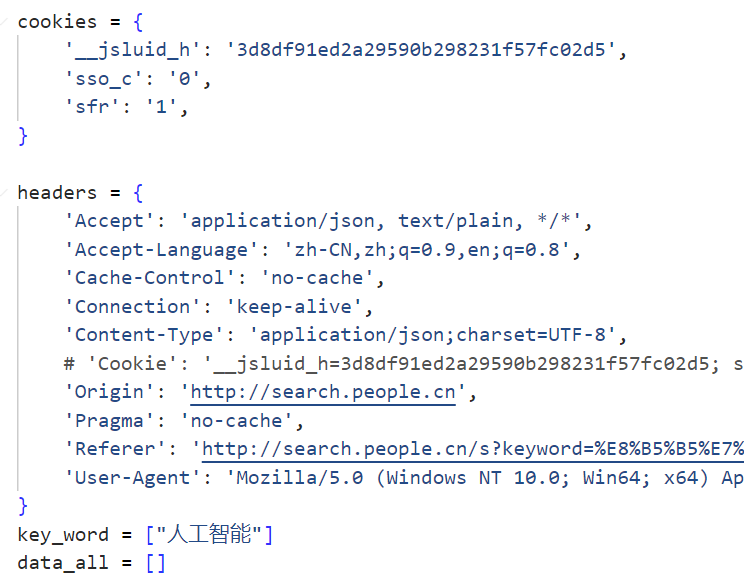 cookies = {
    '__jsluid_h': '3d8df91ed2a29590b298231f57fc02d5',
    'sso_c': '0',
    'sfr': '1',
}
headers = {
    'Accept': 'application/json, text/plain, */*',
    'Accept-Language': 'zh-CN,zh;q=0.9,en;q=0.8',
    'Cache-Control': 'no-cache',
    'Connection': 'keep-alive',
    'Content-Type': 'application/json;charset=UTF-8',
    # 'Cookie': '__jsluid_h=3d8df91ed2a29590b298231f57fc02d5; s
    'Origin': 'http://search.people.cn',
    'Pragma': 'no-cache',
    'Referer': 'http://search.people.cn/s?keyword=%E8%B5%B5%E7%
    'User-Agent': 'Mozilla/5.0 (Windows NT 10.0; Win64; x64) Ap
}
key_word = ["人工智能"]
data_all = []